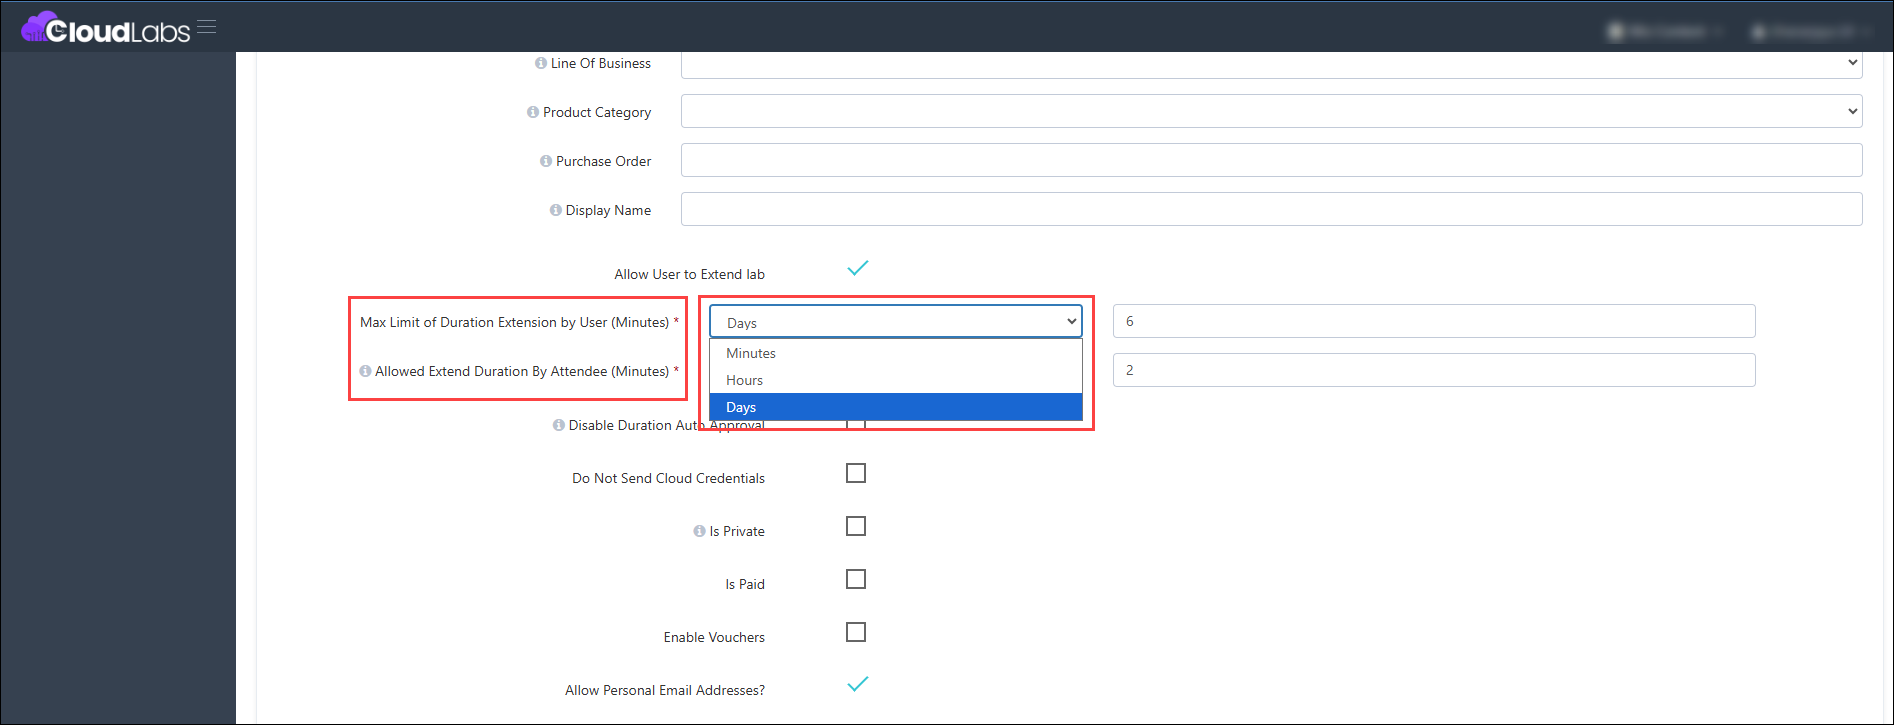 CloudLabs
Line Of Business
Product Category
Purchase Order
Display Name
Allow User to Extend lab
Max Limit of Duration Extension by User (Minutes) * Days 6
Minutes
Allowed Extend Duration By Attendee (Minutes) * 2
Hours
Days
Disable Duration Auto Approval
Do Not Send Cloud Credentials
Is Private
Is Paid
Enable Vouchers
Allow Personal Email Addresses?